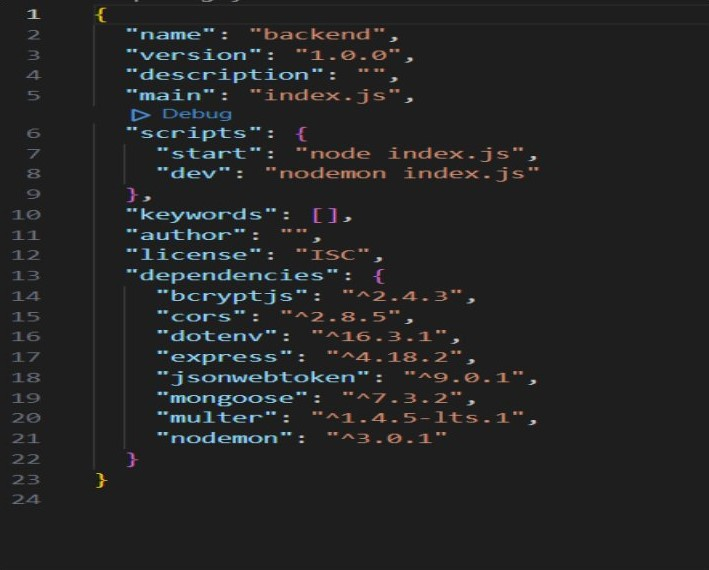 1 {
2 "name": "backend",
3 "version": "1.0.0",
4 "description": "",
5 "main": "index.js",
Debug
6 "scripts": {
7 "start": "node index.js",
8 "dev": "nodemon index.js"
9 },
10 "keywords": [],
11 "author": "",
12 "license": "ISC",
13 "dependencies": {
14 "bcryptjs": "^2.4.3",
15 "cors": "^2.8.5",
16 "dotenv": "^16.3.1",
17 "express": "^4.18.2",
18 "jsonwebtoken": "^9.0.1",
19 "mongoose": "^7.3.2",
20 "multer": "^1.4.5-lts.1",
21 "nodemon": "^3.0.1"
22 }
23 }
24